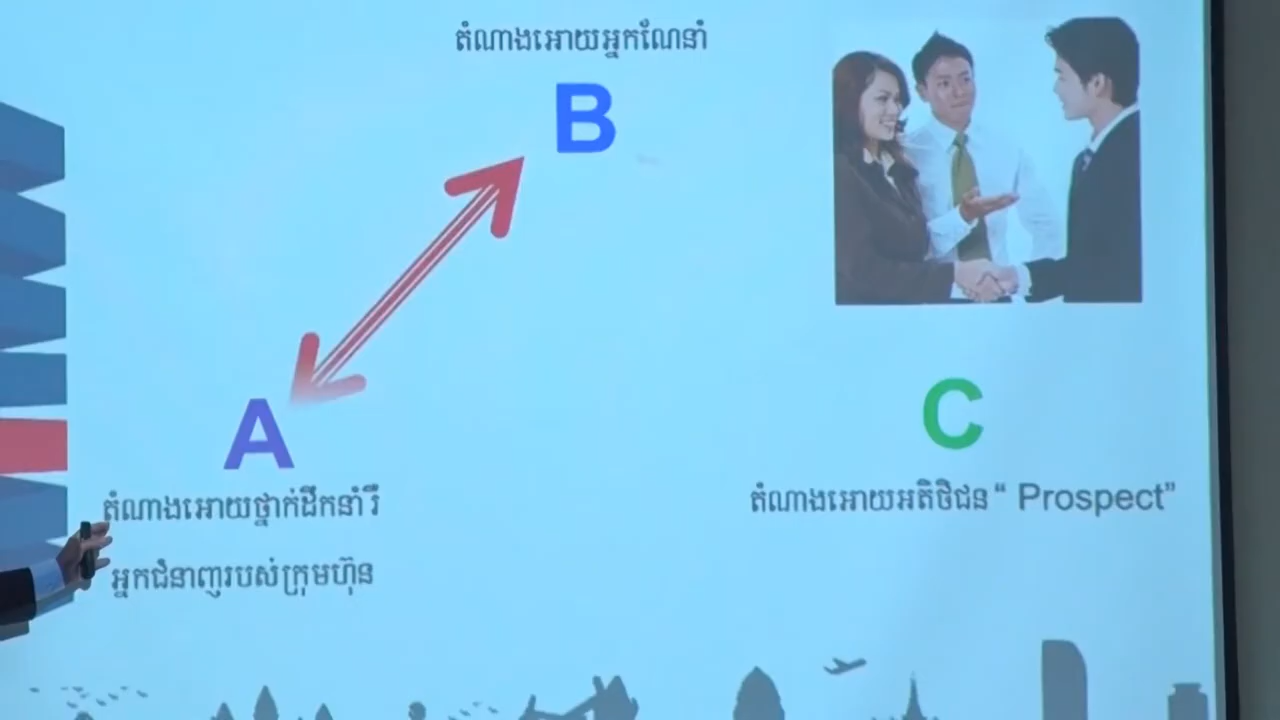 តំណាងអោយអ្នកណែនាំ
B
A
C
តំណាងអោយថ្នាក់ដឹកនាំ រឺ
អ្នកជំនាញរបស់ក្រុមហ៊ុន
តំណាងអោយអតិថិជន “ Prospect”